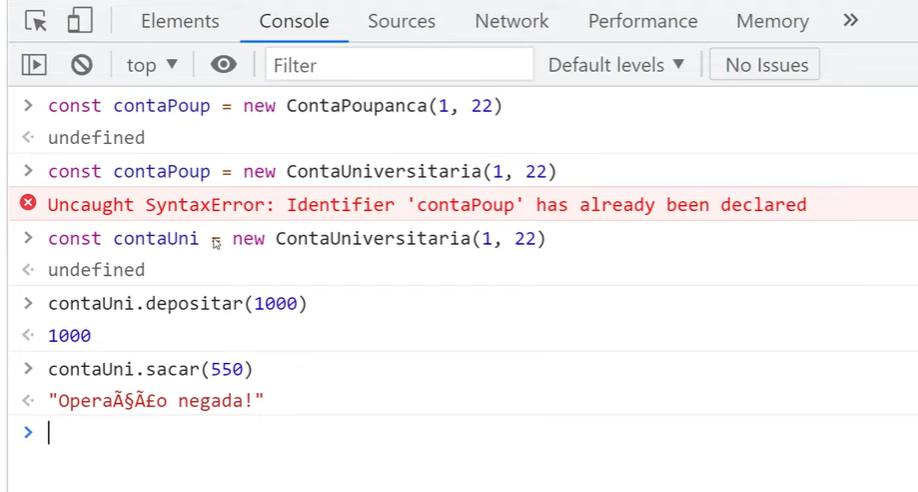 Elements Console Sources Network Performance Memory »
top ▼ Filter Default levels ▼ No Issues
> const contaPoup = new ContaPoupanca(1, 22)
undefined
> const contaPoup = new ContaUniversitaria(1, 22)
Uncaught SyntaxError: Identifier 'contaPoup' has already been declared
> const contaUni = new ContaUniversitaria(1, 22)
undefined
> contaUni.depositar(1000)
1000
> contaUni.sacar(550)
"OperaÃ§Ã£o negada!"
>